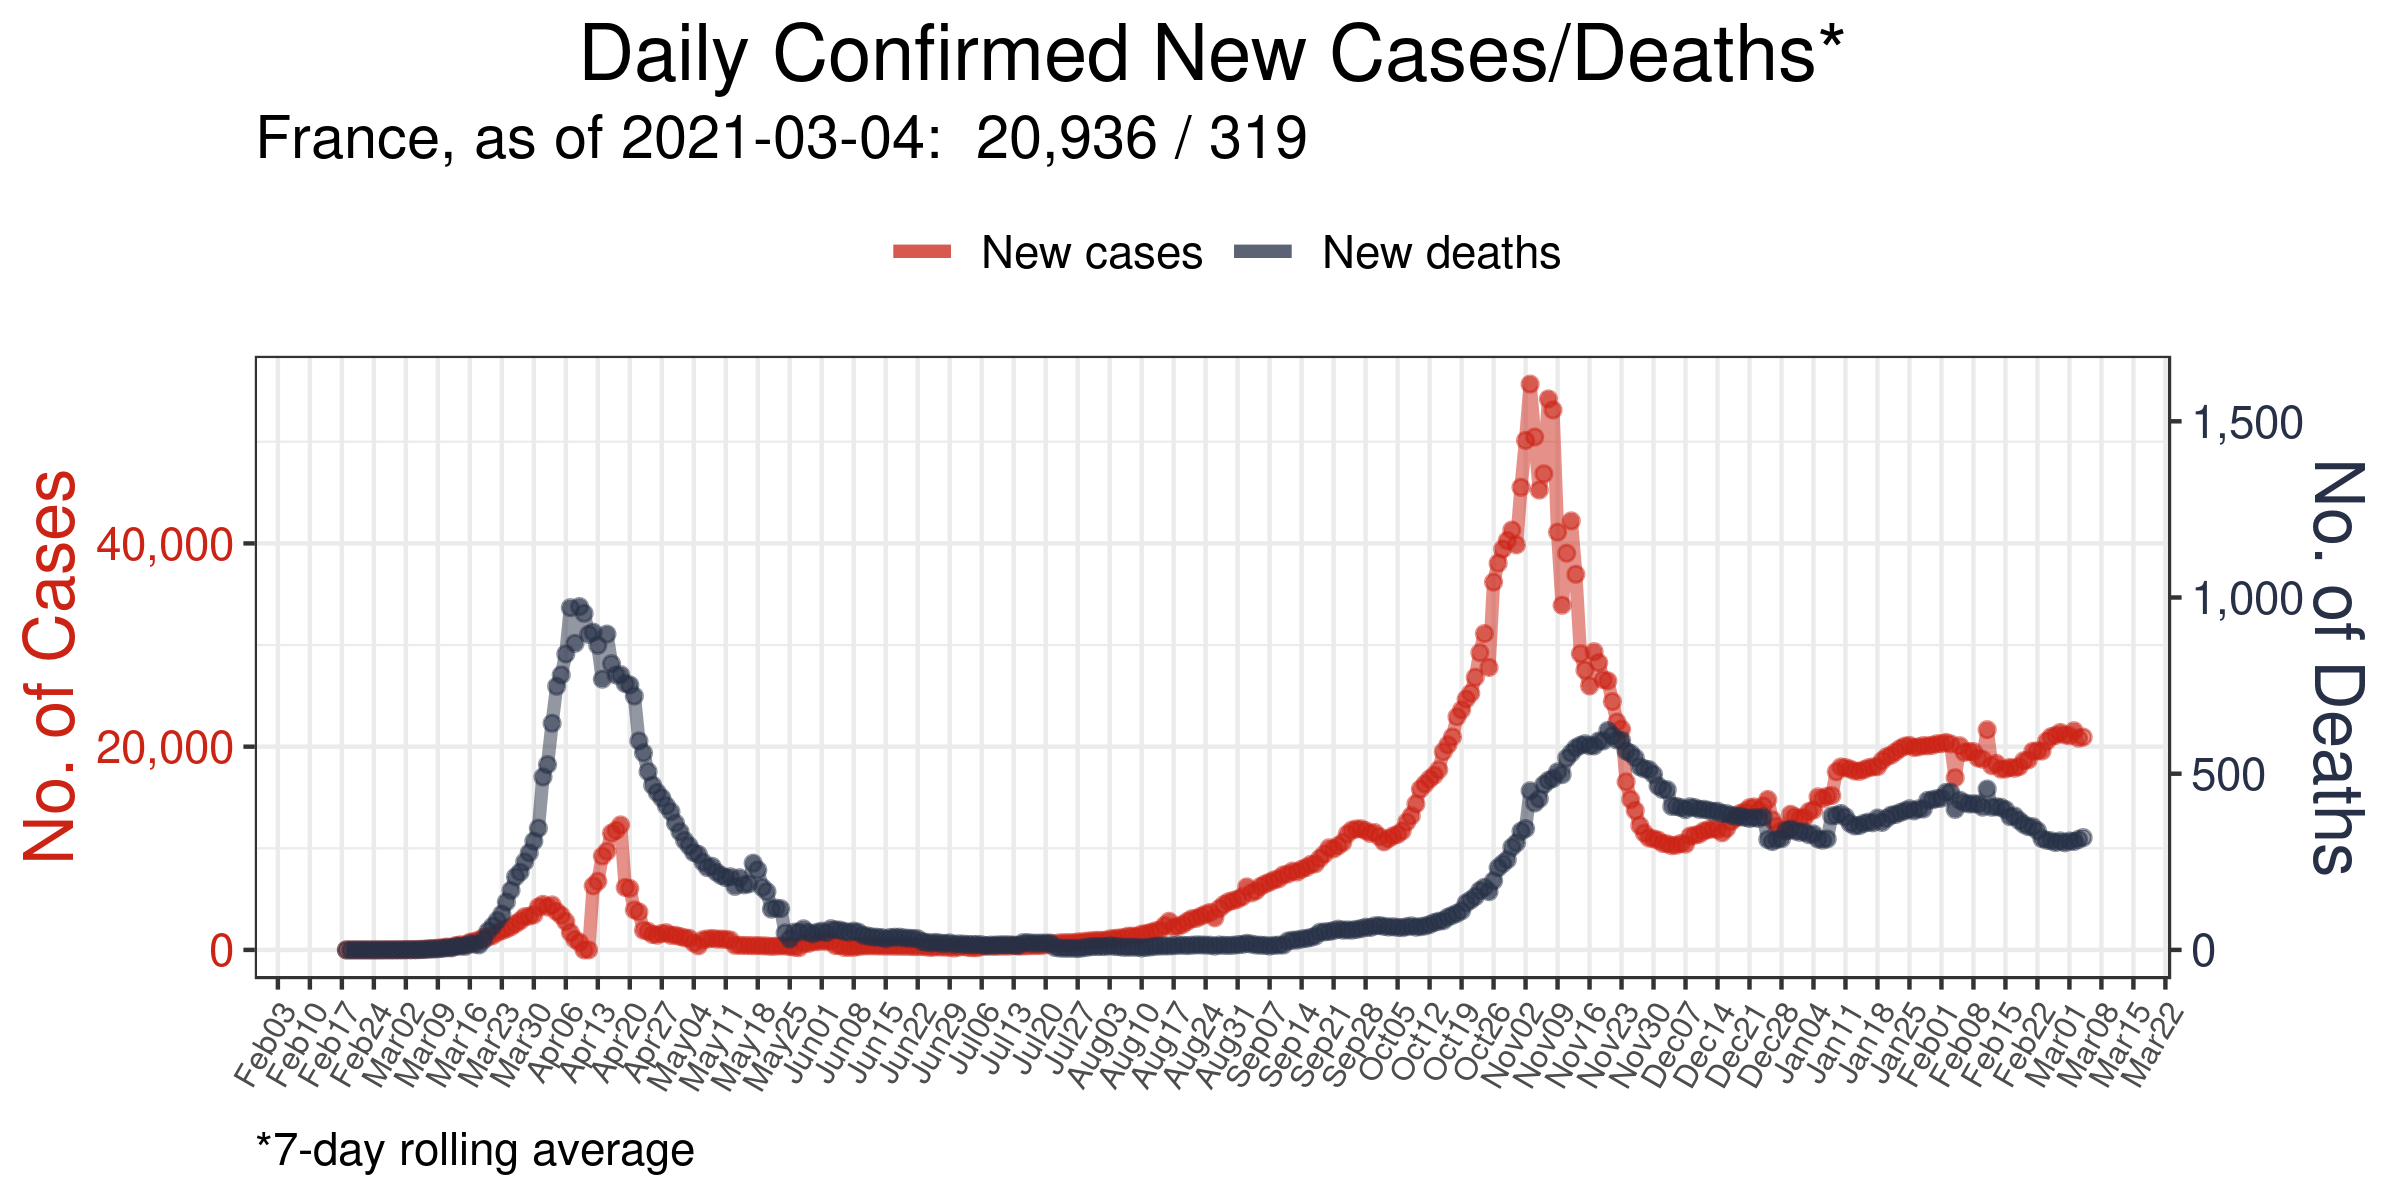 Daily Confirmed New Cases/Deaths*
France, as of 2021-03-04:  20,936 / 319
New cases
New deaths
No. of Cases
40,000
20,000
0
1,500
1,000
500
0
No. of Deaths
Feb03
Feb10
Feb17
Feb24
Mar02
Mar09
Mar16
Mar23
Mar30
Apr06
Apr13
Apr20
Apr27
May04
May11
May18
May25
Jun01
Jun08
Jun15
Jun22
Jun29
Jul06
Jul13
Jul20
Jul27
Aug03
Aug10
Aug17
Aug24
Aug31
Sep07
Sep14
Sep21
Sep28
Oct05
Oct12
Oct19
Oct26
Nov02
Nov09
Nov16
Nov23
Nov30
Dec07
Dec14
Dec21
Dec28
Jan04
Jan11
Jan18
Jan25
Feb01
Feb08
Feb15
Feb22
Mar01
Mar08
Mar15
Mar22
*7-day rolling average